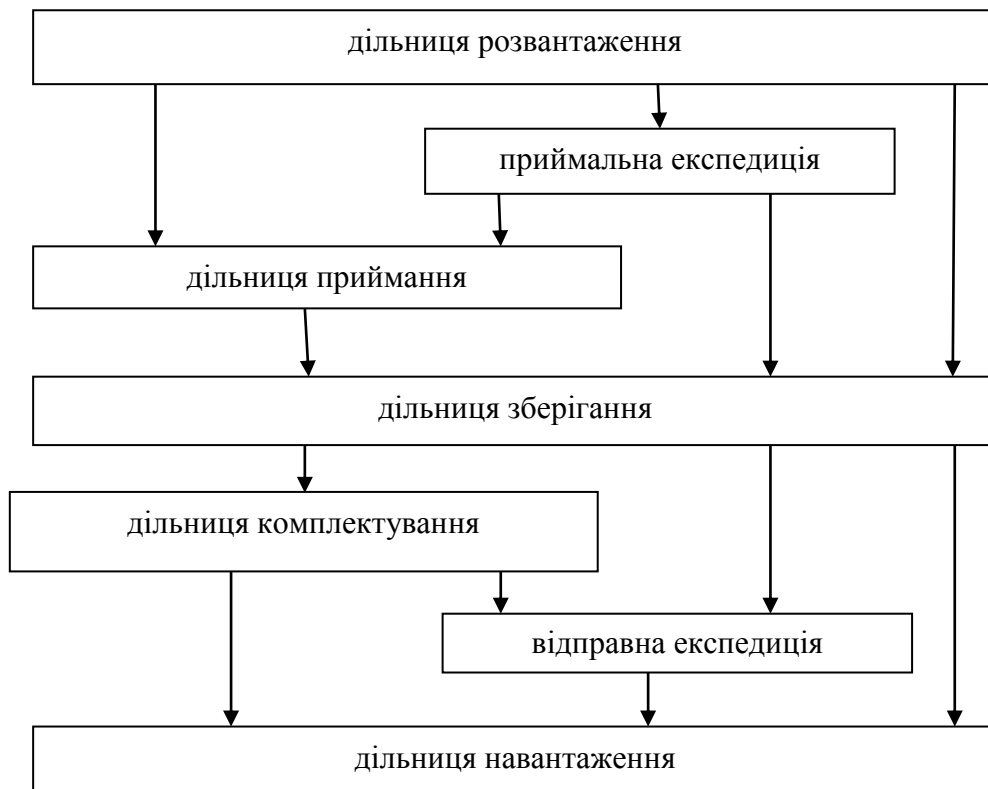 дільниця розвантаження
приймальна експедиція
дільниця приймання
дільниця зберігання
дільниця комплектування
відправна експедиція
дільниця навантаження